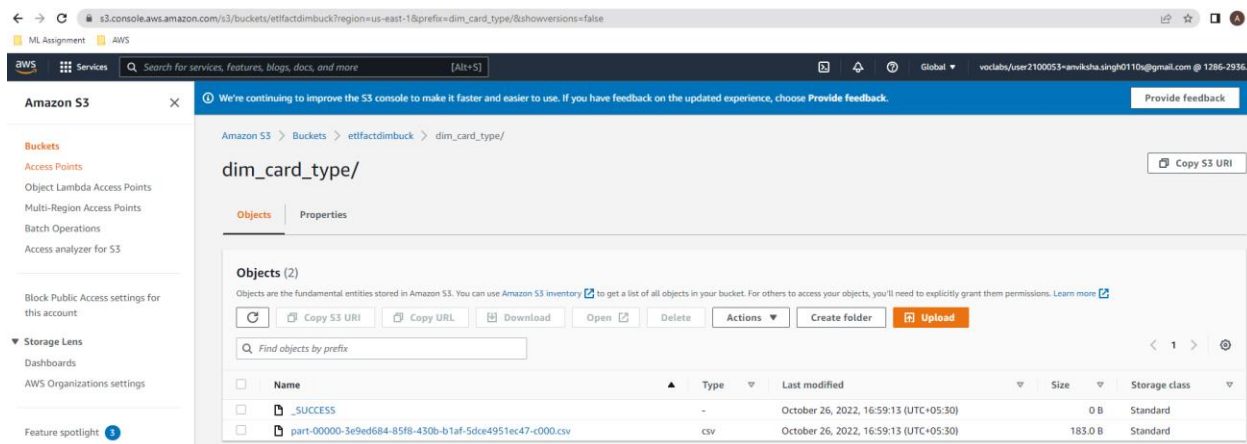 s3.console.aws.amazon.com/s3/buckets/etlfactdimbuck?region=us-east-1&prefix=dim_card_type/&showversions=false
A
ML Assignment AWS
aws Services Search for services, features, blogs, docs, and more [Alt+S] Global ▼ voclabs/user2100053=anviksha.singh0110s@gmail.com @ 1286-2936.
Amazon S3
We're continuing to improve the S3 console to make it faster and easier to use. If you have feedback on the updated experience, choose Provide feedback.
Provide feedback
Buckets
Access Points
Object Lambda Access Points
Multi-Region Access Points
Batch Operations
Access analyzer for S3
Block Public Access settings for
this account
▼ Storage Lens
Dashboards
AWS Organizations settings
Feature spotlight 3
Amazon S3 > Buckets > etlfactdimbuck > dim_card_type/
dim_card_type/
Copy S3 URI
Objects Properties
Objects (2)
Objects are the fundamental entities stored in Amazon S3. You can use Amazon S3 inventory to get a list of all objects in your bucket. For others to access your objects, you'll need to explicitly grant them permissions. Learn more
Copy S3 URI Copy URL Download Open Delete Actions ▼ Create folder Upload
Find objects by prefix
< 1 >
Name Type Last modified Size Storage class
_SUCCESS - October 26, 2022, 16:59:13 (UTC+05:30) 0 B Standard
part-00000-3e9ed684-85f8-430b-b1af-5dce4951ec47-c000.csv csv October 26, 2022, 16:59:13 (UTC+05:30) 183.0 B Standard